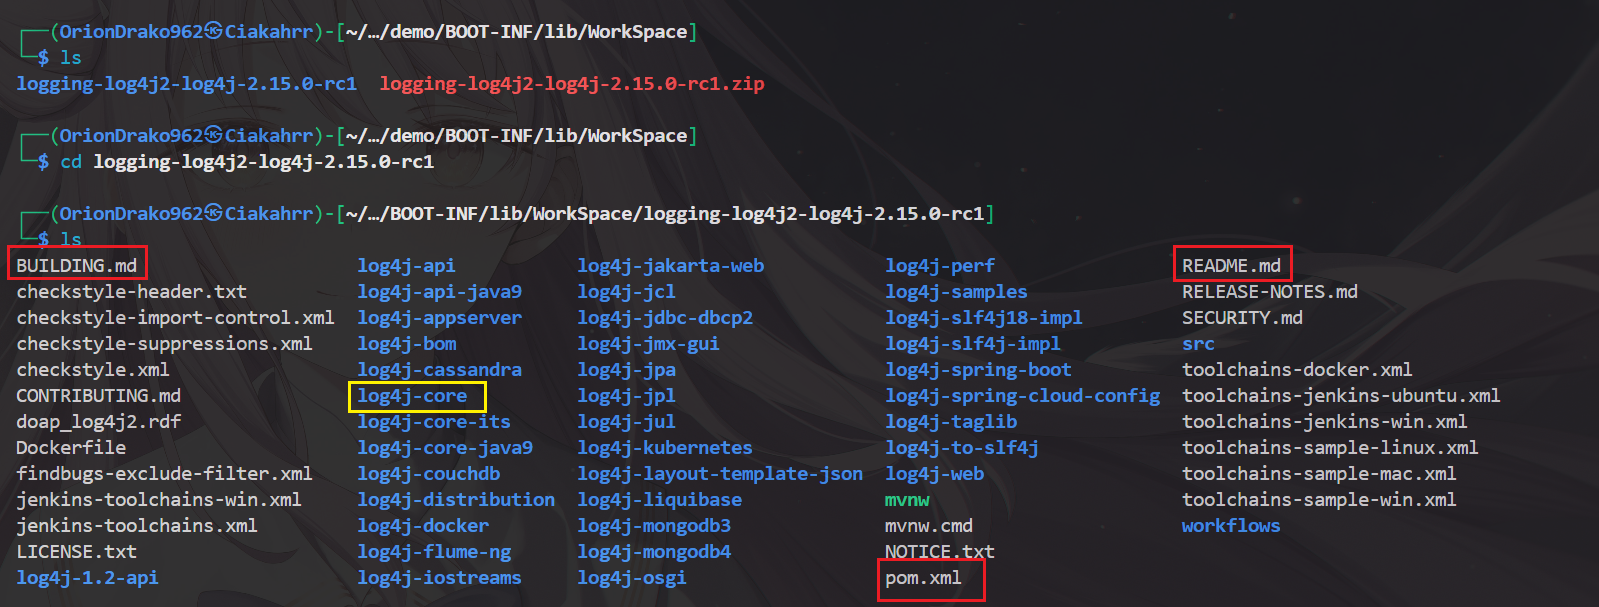 ┌──(OrionDrako962㉿Ciakahrr)-[~/…/demo/BOOT-INF/lib/WorkSpace]
└─$ ls
logging-log4j2-log4j-2.15.0-rc1  logging-log4j2-log4j-2.15.0-rc1.zip
┌──(OrionDrako962㉿Ciakahrr)-[~/…/demo/BOOT-INF/lib/WorkSpace]
└─$ cd logging-log4j2-log4j-2.15.0-rc1
┌──(OrionDrako962㉿Ciakahrr)-[~/…/BOOT-INF/lib/WorkSpace/logging-log4j2-log4j-2.15.0-rc1]
└─$ ls
BUILDING.md log4j-api log4j-jakarta-web log4j-perf README.md
checkstyle-header.txt log4j-api-java9 log4j-jcl log4j-samples RELEASE-NOTES.md
checkstyle-import-control.xml log4j-appserver log4j-jdbc-dbcp2 log4j-slf4j18-impl SECURITY.md
checkstyle-suppressions.xml log4j-bom log4j-jmx-gui log4j-slf4j-impl src
checkstyle.xml log4j-cassandra log4j-jpa log4j-spring-boot toolchains-docker.xml
CONTRIBUTING.md log4j-core log4j-jpl log4j-spring-cloud-config toolchains-jenkins-ubuntu.xml
doap_log4j2.rdf log4j-core-its log4j-jul log4j-taglib toolchains-jenkins-win.xml
Dockerfile log4j-core-java9 log4j-kubernetes log4j-to-slf4j toolchains-sample-linux.xml
findbugs-exclude-filter.xml log4j-couchdb log4j-layout-template-json log4j-web toolchains-sample-mac.xml
jenkins-toolchains-win.xml log4j-distribution log4j-liquibase mvnw toolchains-sample-win.xml
jenkins-toolchains.xml log4j-docker log4j-mongodb3 mvnw.cmd workflows
LICENSE.txt log4j-flume-ng log4j-mongodb4 NOTICE.txt
log4j-1.2-api log4j-iostreams log4j-osgi pom.xml